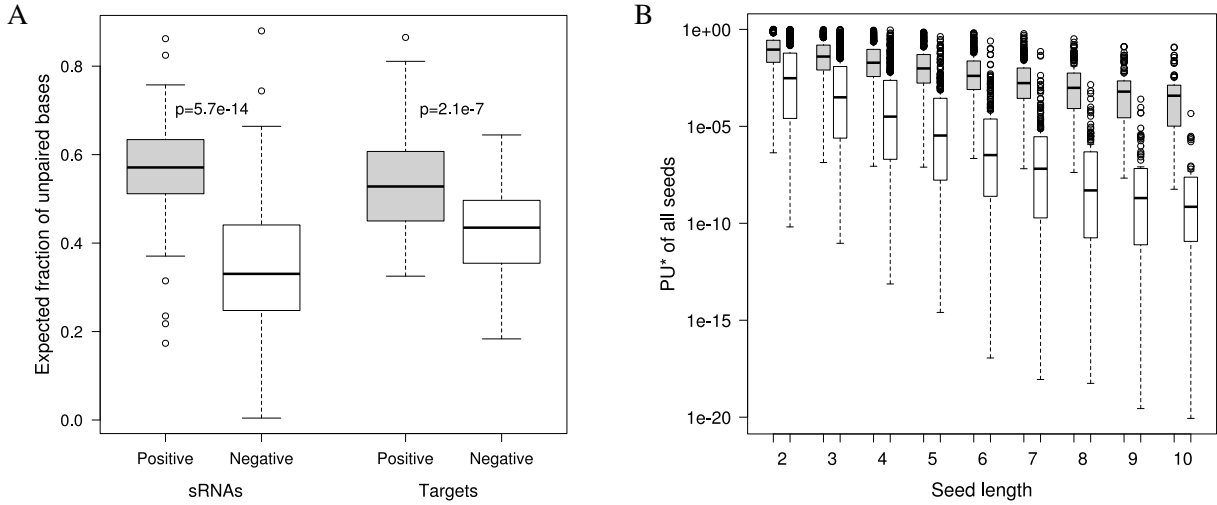 A
Expected fraction of unpaired bases
0.8
0.6
0.4
0.2
0.0
p=5.7e-14
p=2.1e-7
Positive Negative Positive Negative
sRNAs Targets
B
PU* of all seeds
1e+00
1e-05
1e-10
1e-15
1e-20
2 3 4 5 6 7 8 9 10
Seed length